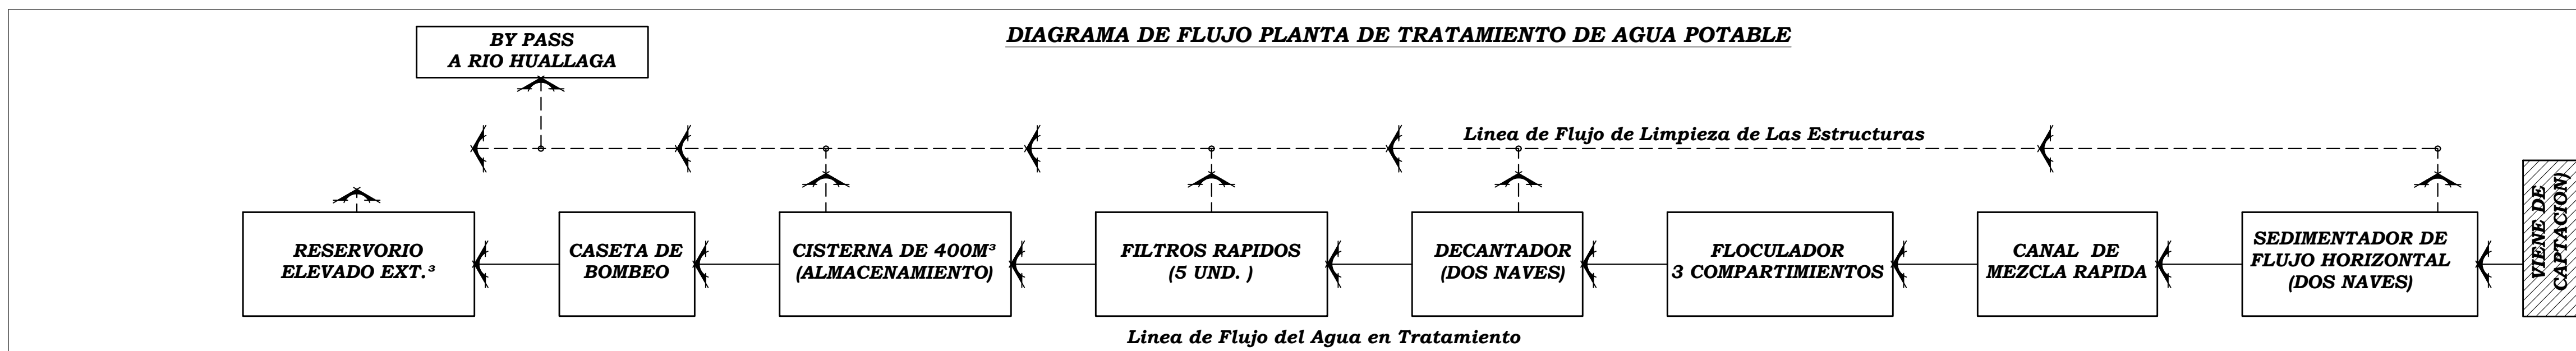 DIAGRAMA DE FLUJO PLANTA DE TRATAMIENTO DE AGUA POTABLE
BY PASS
A RIO HUALLAGA
Linea de Flujo de Limpieza de Las Estructuras
RESERVORIO
ELEVADO EXT.³
CASETA DE
BOMBEO
CISTERNA DE 400M³
(ALMACENAMIENTO)
FILTROS RAPIDOS
(5 UND. )
DECANTADOR
(DOS NAVES)
FLOCULADOR
3 COMPARTIMIENTOS
CANAL  DE
MEZCLA RAPIDA
SEDIMENTADOR DE
FLUJO HORIZONTAL
(DOS NAVES)
VIENE DE
CAPTACION)
Linea de Flujo del Agua en Tratamiento